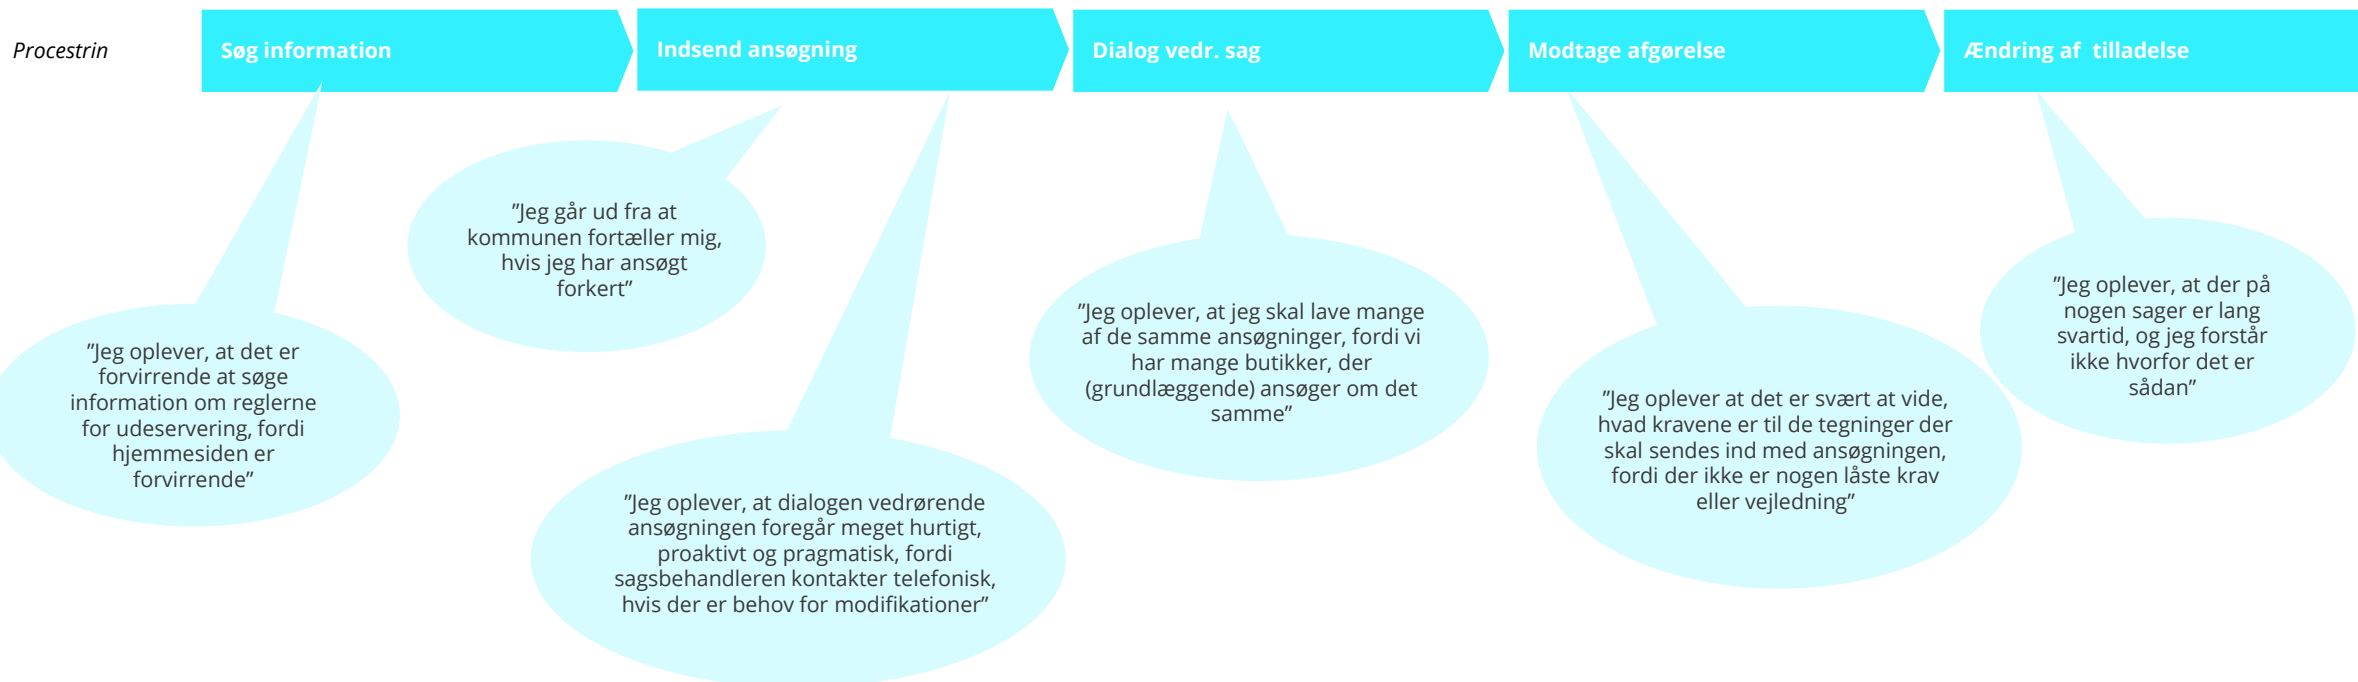 Procestrin
Søg information
Indsend ansøgning
Dialog vedr. sag
Modtage afgørelse
Ændring af  tilladelse
”Jeg oplever, at det er
forvirrende at søge
information om reglerne
for udeservering, fordi
hjemmesiden er
forvirrende”
”Jeg går ud fra at
kommunen fortæller mig,
hvis jeg har ansøgt
forkert”
”Jeg oplever, at dialogen vedrørende
ansøgningen foregår meget hurtigt,
proaktivt og pragmatisk, fordi
sagsbehandleren kontakter telefonisk,
hvis der er behov for modifikationer”
”Jeg oplever, at jeg skal lave mange
af de samme ansøgninger, fordi vi
har mange butikker, der
(grundlæggende) ansøger om det
samme”
”Jeg oplever at det er svært at vide,
hvad kravene er til de tegninger der
skal sendes ind med ansøgningen,
fordi der ikke er nogen låste krav
eller vejledning”
”Jeg oplever, at der på
nogen sager er lang
svartid, og jeg forstår
ikke hvorfor det er
sådan”